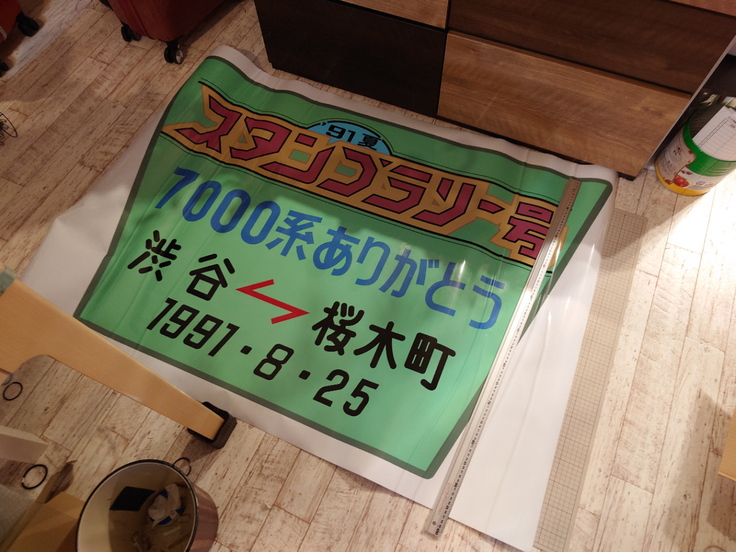 '91夏
スタンプラリー号
7000系ありがとう
渋谷⇆桜木町
1991・8・25